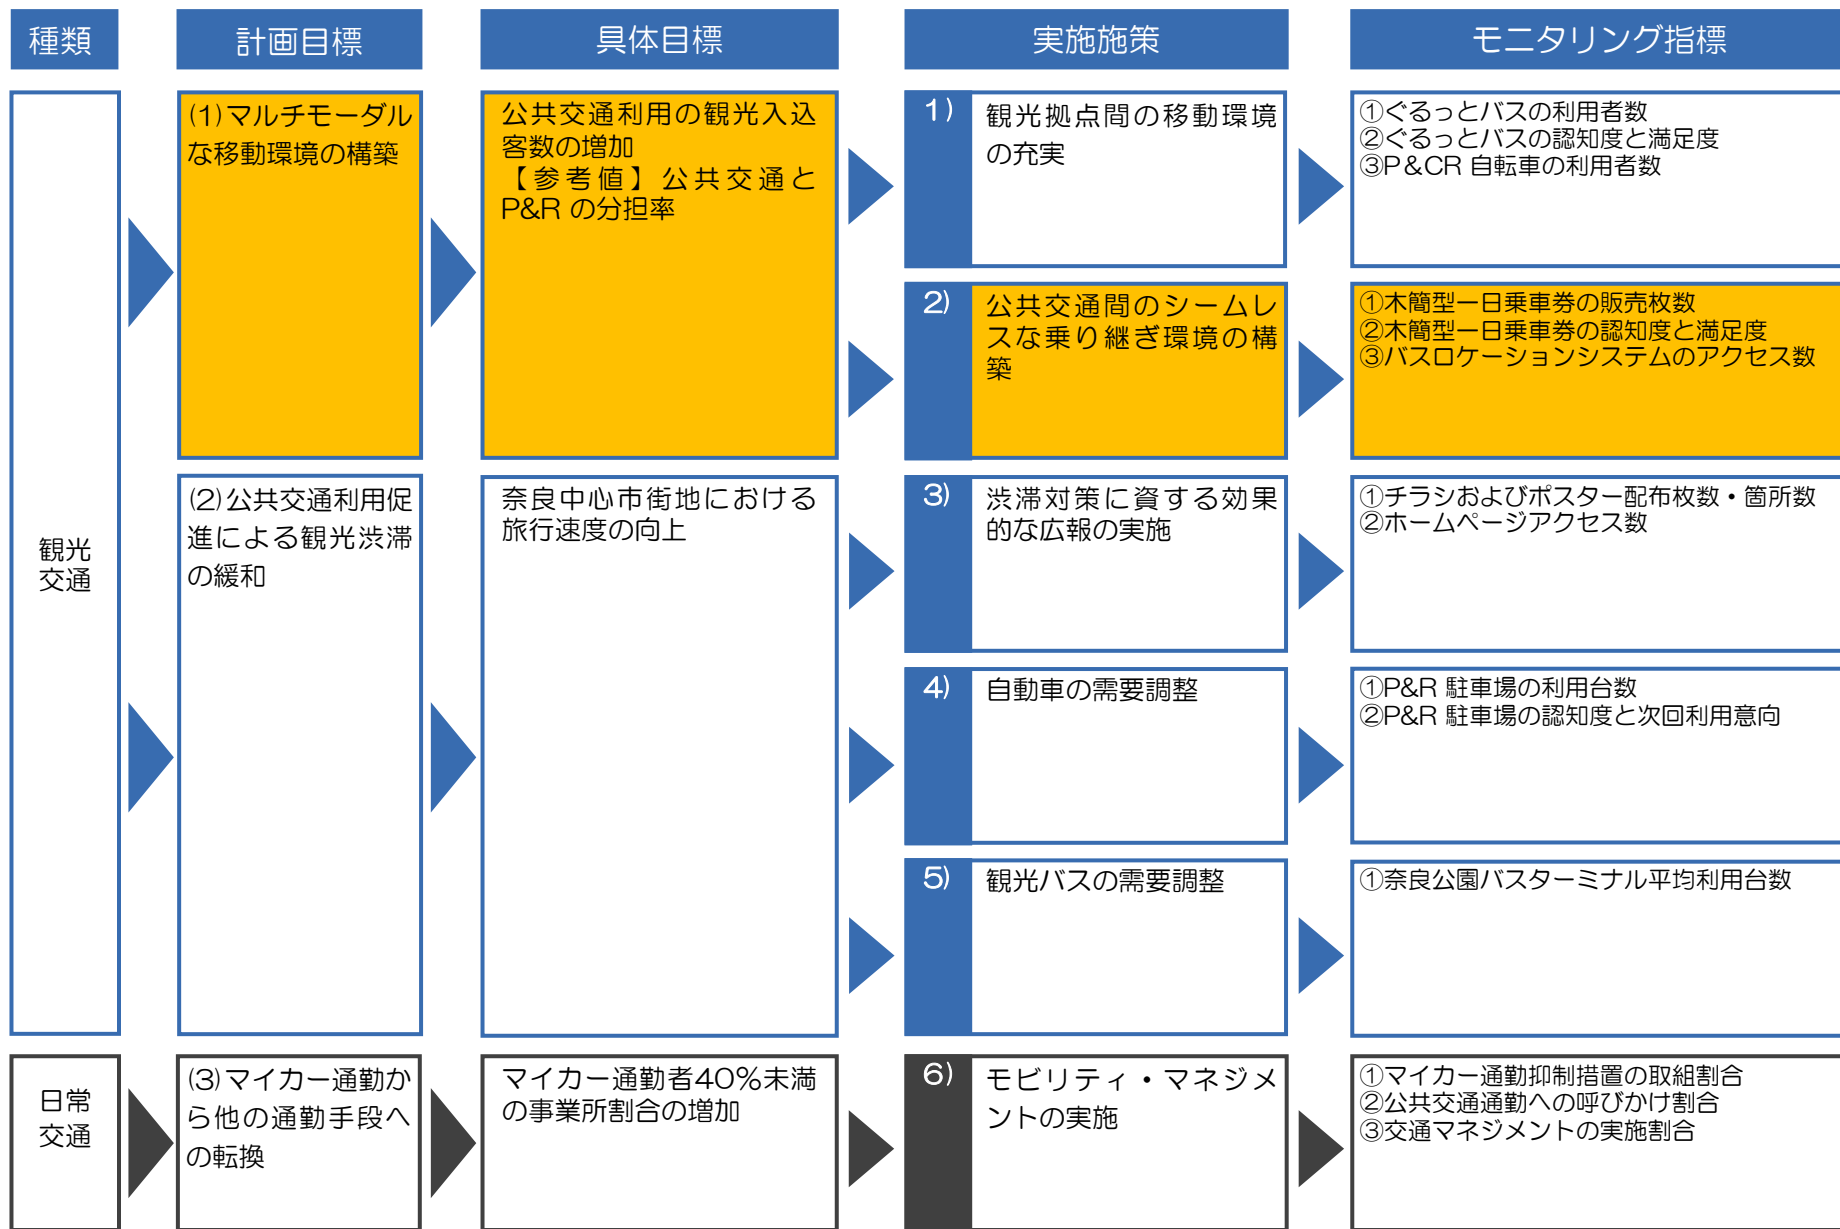 種類
計画目標
具体目標
実施施策
モニタリング指標
観光
交通
(1)マルチモーダル
な移動環境の構築
公共交通利用の観光入込
客数の増加
【参考値】公共交通と
P&R の分担率
1)
観光拠点間の移動環境
の充実
①ぐるっとバスの利用者数
②ぐるっとバスの認知度と満足度
③P&CR 自転車の利用者数
2)
公共交通間のシームレ
スな乗り継ぎ環境の構
築
①木簡型一日乗車券の販売枚数
②木簡型一日乗車券の認知度と満足度
③バスロケーションシステムのアクセス数
(2)公共交通利用促
進による観光渋滞
の緩和
奈良中心市街地における
旅行速度の向上
3)
渋滞対策に資する効果
的な広報の実施
①チラシおよびポスター配布枚数・箇所数
②ホームページアクセス数
4)
自動車の需要調整
①P&R 駐車場の利用台数
②P&R 駐車場の認知度と次回利用意向
5)
観光バスの需要調整
①奈良公園バスターミナル平均利用台数
日常
交通
(3)マイカー通勤か
ら他の通勤手段へ
の転換
マイカー通勤者40%未満
の事業所割合の増加
6)
モビリティ・マネジメ
ントの実施
①マイカー通勤抑制措置の取組割合
②公共交通通勤への呼びかけ割合
③交通マネジメントの実施割合